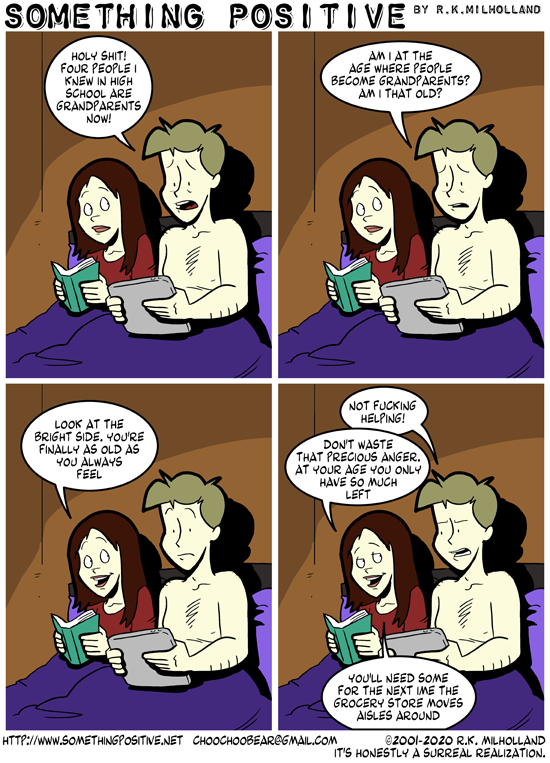 SOMETHING POSITIVE BY R.K.MILHOLLAND
HOLY SHIT!
FOUR PEOPLE I
KNEW IN HIGH
SCHOOL ARE
GRANDPARENTS
NOW!
AM I AT THE
AGE WHERE PEOPLE
BECOME GRANDPARENTS?
AM I THAT OLD?
LOOK AT THE
BRIGHT SIDE. YOU'RE
FINALLY AS OLD AS
YOU ALWAYS
FEEL
NOT FUCKING
HELPING!
DON'T WASTE
THAT PRECIOUS ANGER.
AT YOUR AGE YOU ONLY
HAVE SO MUCH
LEFT
YOU'LL NEED SOME
FOR THE NEXT IME THE
GROCERY STORE MOVES
AISLES AROUND
HTTP://WWW.SOMETHINGPOSITIVE.NET CHOOCHOOBEAR@GMAIL.COM ©2001-2020 R.K. MILHOLLAND
IT'S HONESTLY A SURREAL REALIZATION.